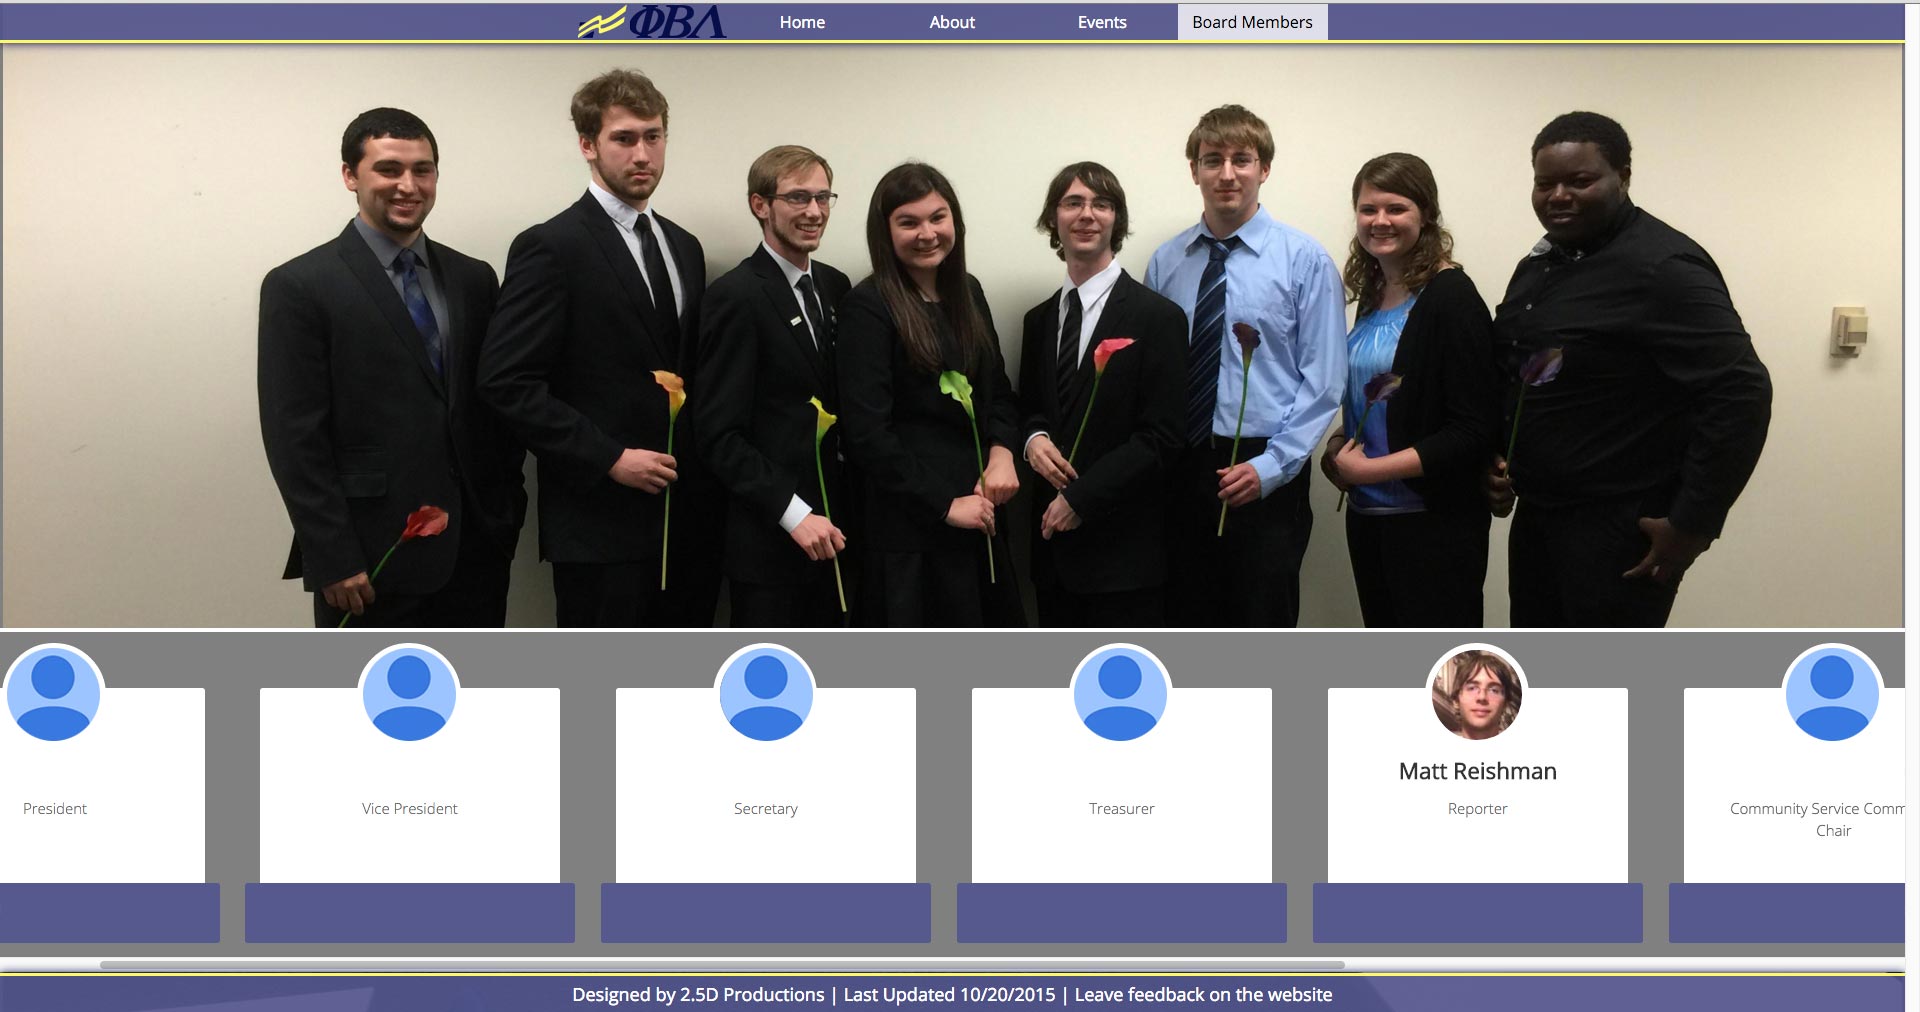 ΦΒΛ Home About Events Board Members
Matt Reishman
President Vice President Secretary Treasurer Reporter Community Service Comm
Chair
Designed by 2.5D Productions | Last Updated 10/20/2015 | Leave feedback on the website